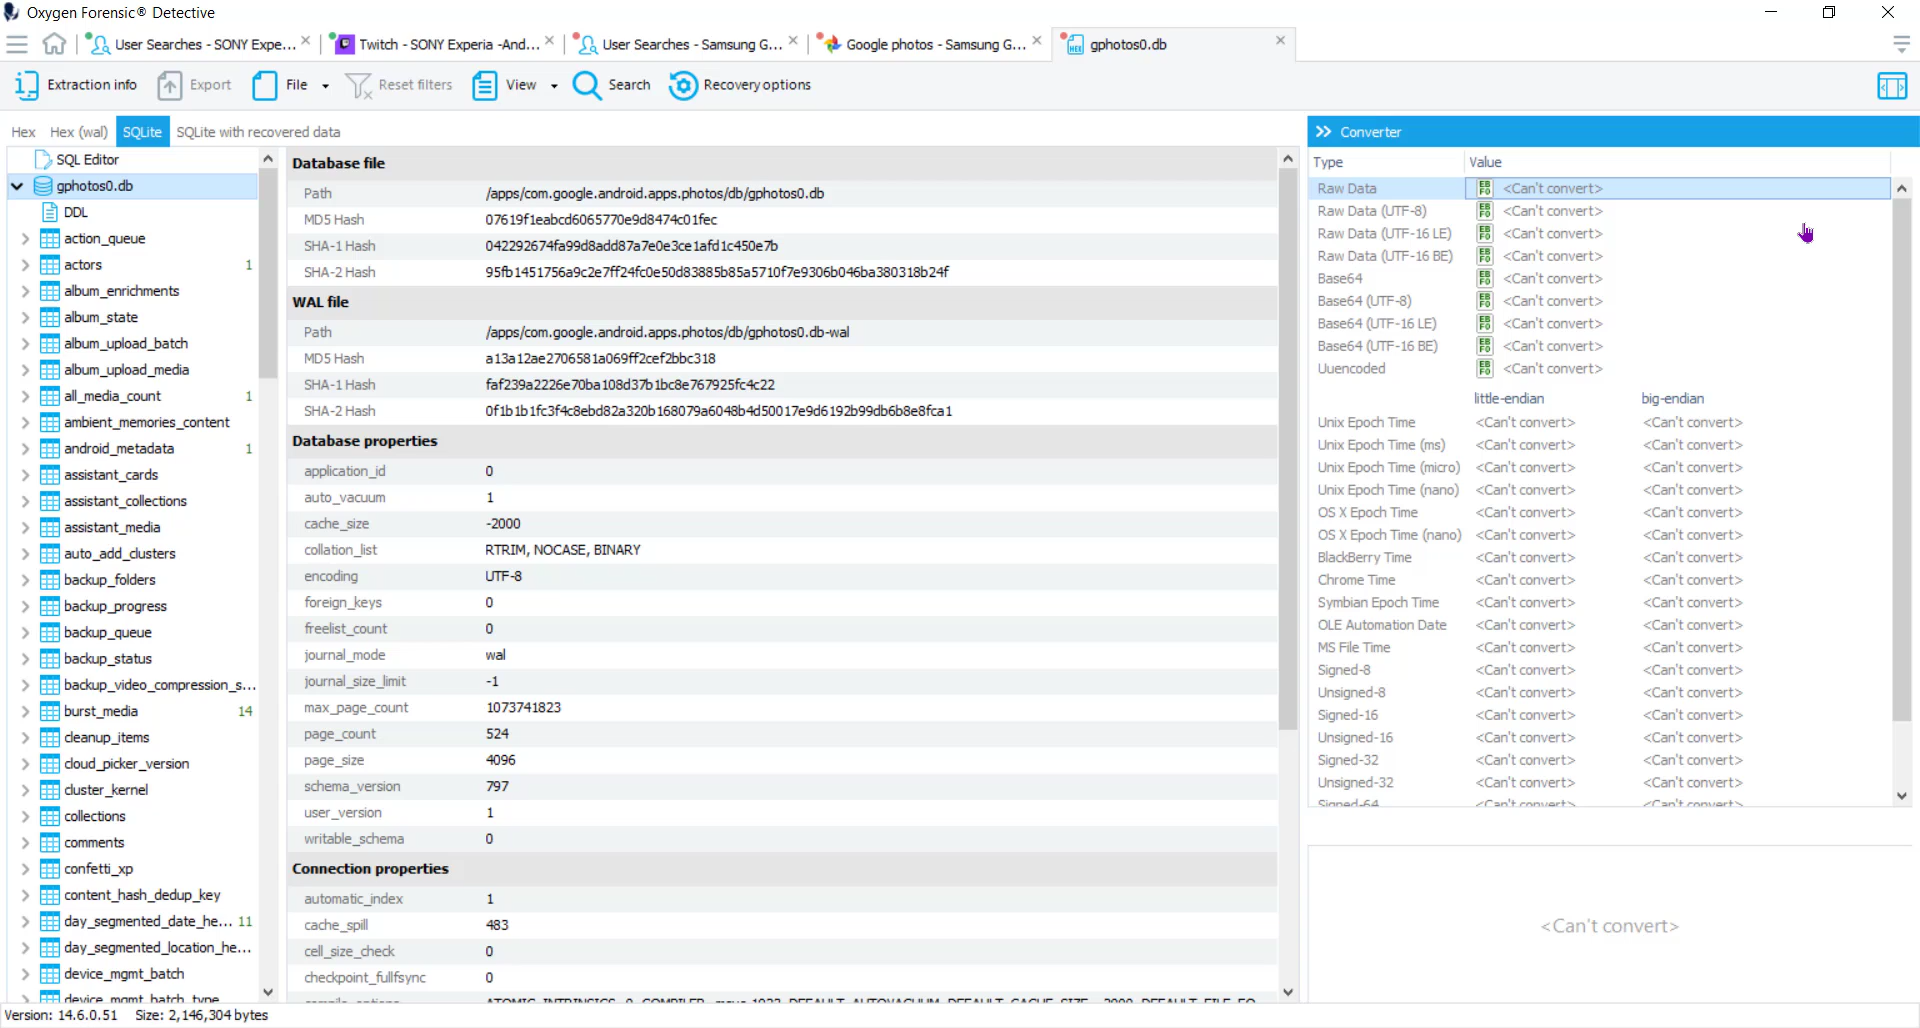 Oxygen Forensic® Detective
User Searches - SONY Expe...
Twitch - SONY Experia -And...
User Searches - Samsung G...
Google photos - Samsung G...
gphotos0.db
Extraction info
Export
File
Reset filters
View
Search
Recovery options
Hex
Hex (wal)
SQLite
SQLite with recovered data
SQL Editor
gphotos0.db
DDL
action_queue
actors 1
album_enrichments
album_state
album_upload_batch
album_upload_media
all_media_count 1
ambient_memories_content
android_metadata 1
assistant_cards
assistant_collections
assistant_media
auto_add_clusters
backup_folders
backup_progress
backup_queue
backup_status
backup_video_compression_s...
burst_media 14
cleanup_items
cloud_picker_version
cluster_kernel
collections
comments
confetti_xp
content_hash_dedup_key
day_segmented_date_he... 11
day_segmented_location_he...
device_mgmt_batch
device_mgmt_batch_type
Database file
Path /apps/com.google.android.apps.photos/db/gphotos0.db
MD5 Hash 07619f1eabcd6065770e9d8474c01fec
SHA-1 Hash 042292674fa99d8add87a7e0e3ce1afd1c450e7b
SHA-2 Hash 95fb1451756a9c2e7ff24fc0e50d83885b85a5710f7e9306b046ba380318b24f
WAL file
Path /apps/com.google.android.apps.photos/db/gphotos0.db-wal
MD5 Hash a13a12ae2706581a069ff2cef2bbc318
SHA-1 Hash faf239a2226e70ba108d37b1bc8e767925fc4c22
SHA-2 Hash 0f1b1b1fc3f4c8ebd82a320b168079a6048b4d50017e9d6192b99db6b8e8fca1
Database properties
application_id 0
auto_vacuum 1
cache_size -2000
collation_list RTRIM, NOCASE, BINARY
encoding UTF-8
foreign_keys 0
freelist_count 0
journal_mode wal
journal_size_limit -1
max_page_count 1073741823
page_count 524
page_size 4096
schema_version 797
user_version 1
writable_schema 0
Connection properties
automatic_index 1
cache_spill 483
cell_size_check 0
checkpoint_fullfsync 0
Converter
Type Value
Raw Data <Can't convert>
Raw Data (UTF-8) <Can't convert>
Raw Data (UTF-16 LE) <Can't convert>
Raw Data (UTF-16 BE) <Can't convert>
Base64 <Can't convert>
Base64 (UTF-8) <Can't convert>
Base64 (UTF-16 LE) <Can't convert>
Base64 (UTF-16 BE) <Can't convert>
Uuencoded <Can't convert>
little-endian big-endian
Unix Epoch Time <Can't convert> <Can't convert>
Unix Epoch Time (ms) <Can't convert> <Can't convert>
Unix Epoch Time (micro) <Can't convert> <Can't convert>
Unix Epoch Time (nano) <Can't convert> <Can't convert>
OS X Epoch Time <Can't convert> <Can't convert>
OS X Epoch Time (nano) <Can't convert> <Can't convert>
BlackBerry Time <Can't convert> <Can't convert>
Chrome Time <Can't convert> <Can't convert>
Symbian Epoch Time <Can't convert> <Can't convert>
OLE Automation Date <Can't convert> <Can't convert>
MS File Time <Can't convert> <Can't convert>
Signed-8 <Can't convert> <Can't convert>
Unsigned-8 <Can't convert> <Can't convert>
Signed-16 <Can't convert> <Can't convert>
Unsigned-16 <Can't convert> <Can't convert>
Signed-32 <Can't convert> <Can't convert>
Unsigned-32 <Can't convert> <Can't convert>
Signed-64 <Can't convert> <Can't convert>
<Can't convert>
Version: 14.6.0.51 Size: 2,146,304 bytes